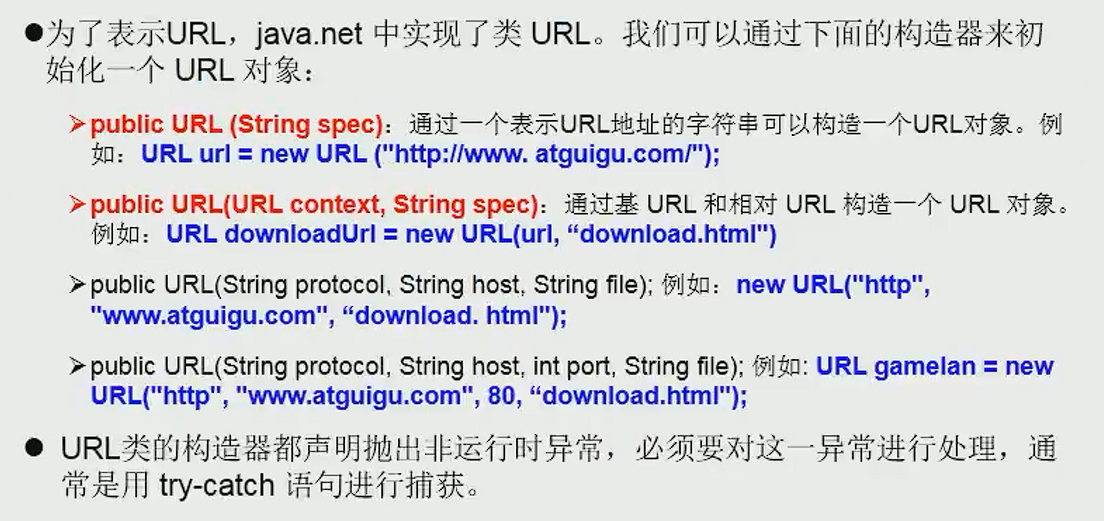 ●为了表示URL，java.net 中实现了类 URL。我们可以通过下面的构造器来初
始化一个 URL 对象：
➢public URL (String spec)：通过一个表示URL地址的字符串可以构造一个URL对象。例
如：URL url = new URL ("http://www. atguigu.com/");
➢public URL(URL context, String spec)：通过基 URL 和相对 URL 构造一个 URL 对象。
例如：URL downloadUrl = new URL(url, “download.html")
➢public URL(String protocol, String host, String file); 例如：new URL("http",
"www.atguigu.com", “download. html");
➢public URL(String protocol, String host, int port, String file); 例如: URL gamelan = new
URL("http", "www.atguigu.com", 80, “download.html");
● URL类的构造器都声明抛出非运行时异常，必须要对这一异常进行处理，通
常是用 try-catch 语句进行捕获。